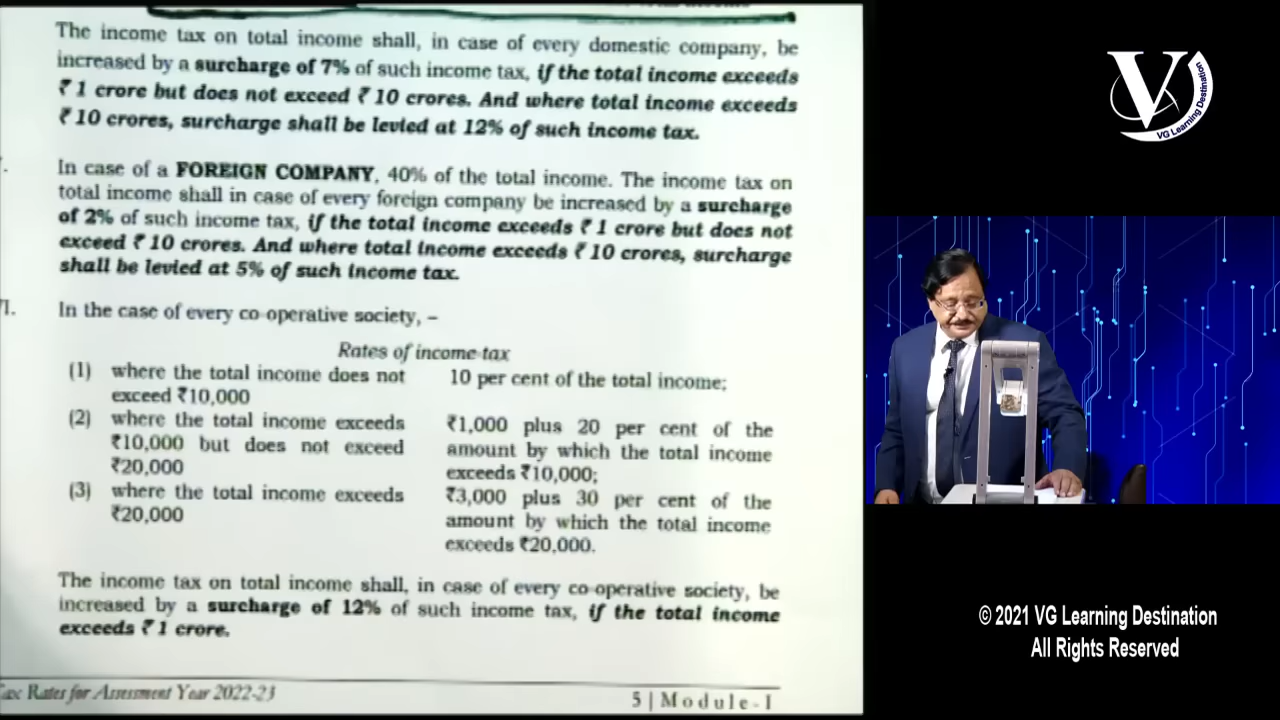 The income tax on total income shall, in case of every domestic company, be
increased by a surcharge of 7% of such income tax, if the total income exceeds
₹ 1 crore but does not exceed ₹ 10 crores. And where total income exceeds
₹ 10 crores, surcharge shall be levied at 12% of such income tax.
In case of a FOREIGN COMPANY, 40% of the total income. The income tax on
total income shall in case of every foreign company be increased by a surcharge
of 2% of such income tax, if the total income exceeds ₹ 1 crore but does not
exceed ₹ 10 crores. And where total income exceeds ₹ 10 crores, surcharge
shall be levied at 5% of such income tax.
In the case of every co-operative society, –
Rates of income-tax
(1) where the total income does not 10 per cent of the total income;
exceed ₹10,000
(2) where the total income exceeds ₹1,000 plus 20 per cent of the
₹10,000 but does not exceed amount by which the total income
₹20,000 exceeds ₹10,000;
(3) where the total income exceeds ₹3,000 plus 30 per cent of the
₹20,000 amount by which the total income
exceeds ₹20,000.
The income tax on total income shall, in case of every co-operative society, be
increased by a surcharge of 12% of such income tax, if the total income
exceeds ₹ 1 crore.
Rates for Assessment Year 2022-23 5 | Module - I
V
VG Learning Destination
© 2021 VG Learning Destination
All Rights Reserved